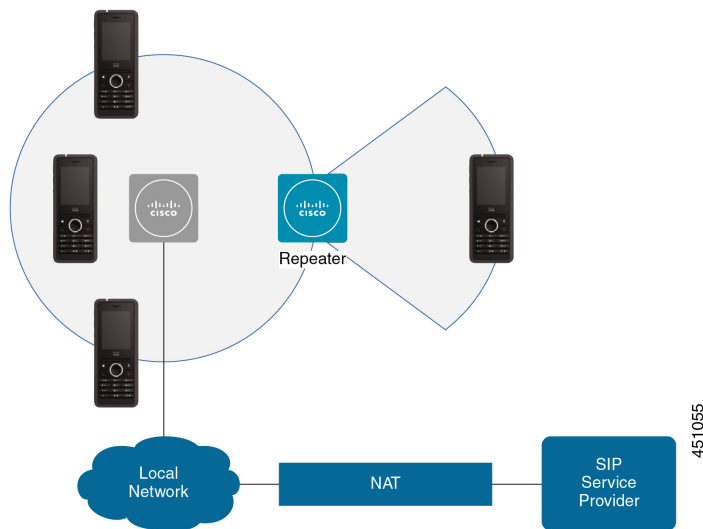 CISCO
CISCO
Repeater
Local
Network
NAT
SIP
Service
Provider
451055